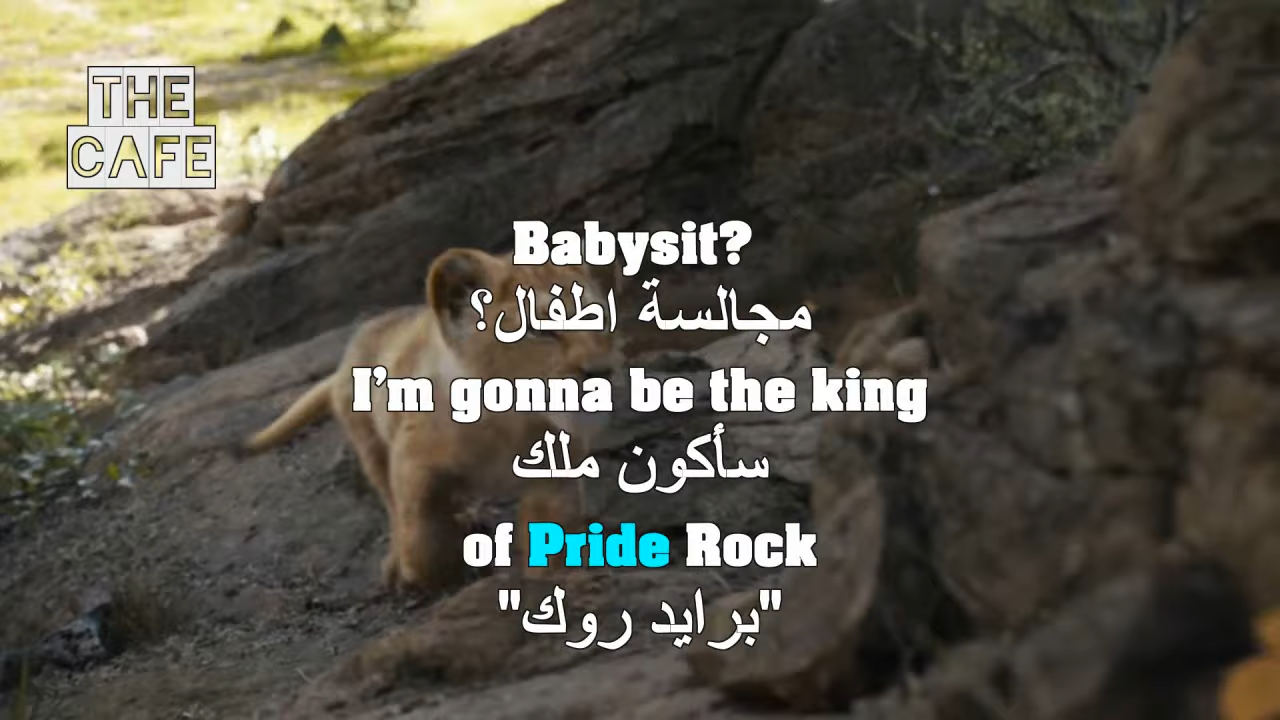 THE
CAFE
Babysit?
مجالسة اطفال؟
I'm gonna be the king
سأكون ملك
of Pride Rock
"برايد روك"